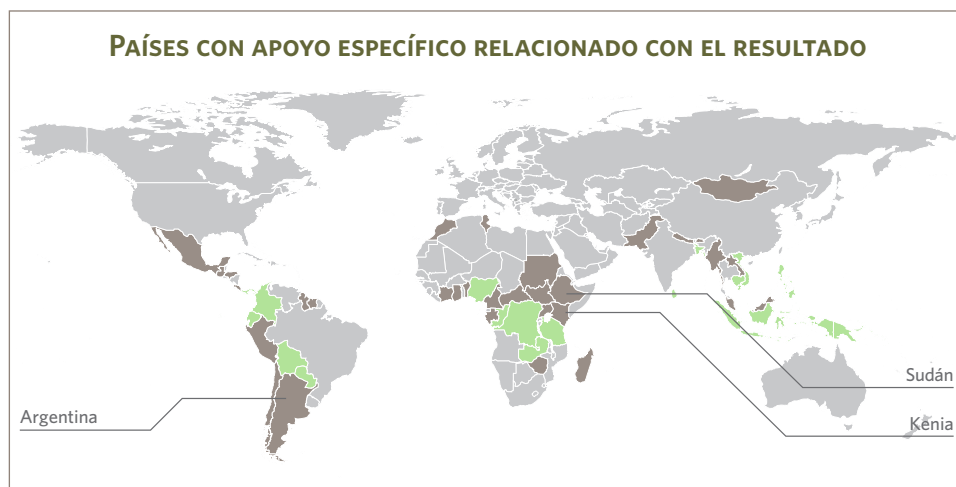 PAÍSES CON APOYO ESPECÍFICO RELACIONADO CON EL RESULTADO
Sudán
Argentina
Kenia